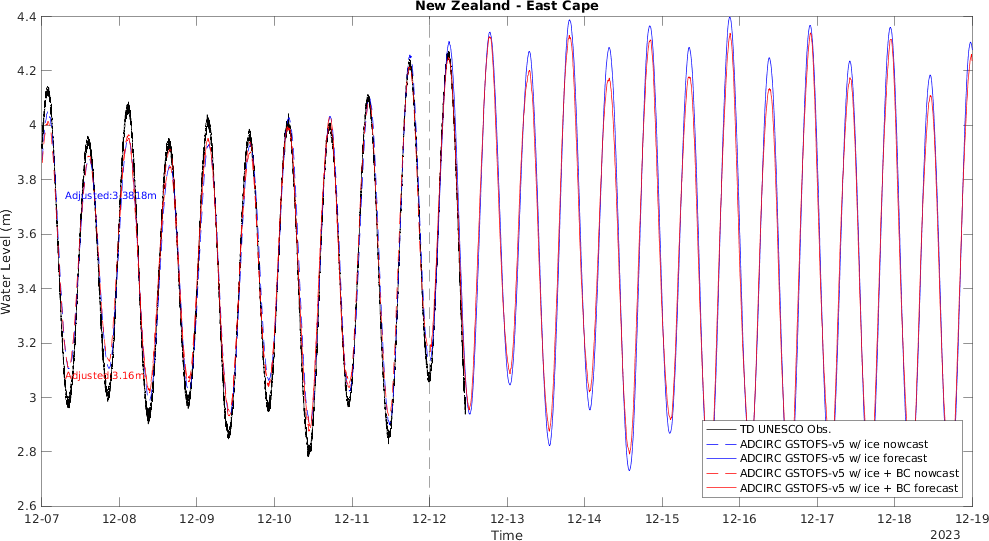 New Zealand - East Cape
4.4
4.2
4
3.8
3.6
3.4
3.2
3
2.8
2.6
Water Level (m)
Adjusted:3.3818m
Adjusted:3.16m
TD UNESCO Obs.
ADCIRC GSTOFS-v5 w/ ice nowcast
ADCIRC GSTOFS-v5 w/ ice forecast
ADCIRC GSTOFS-v5 w/ ice + BC nowcast
ADCIRC GSTOFS-v5 w/ ice + BC forecast
12-07 12-08 12-09 12-10 12-11 12-12 12-13 12-14 12-15 12-16 12-17 12-18 12-19
Time
2023